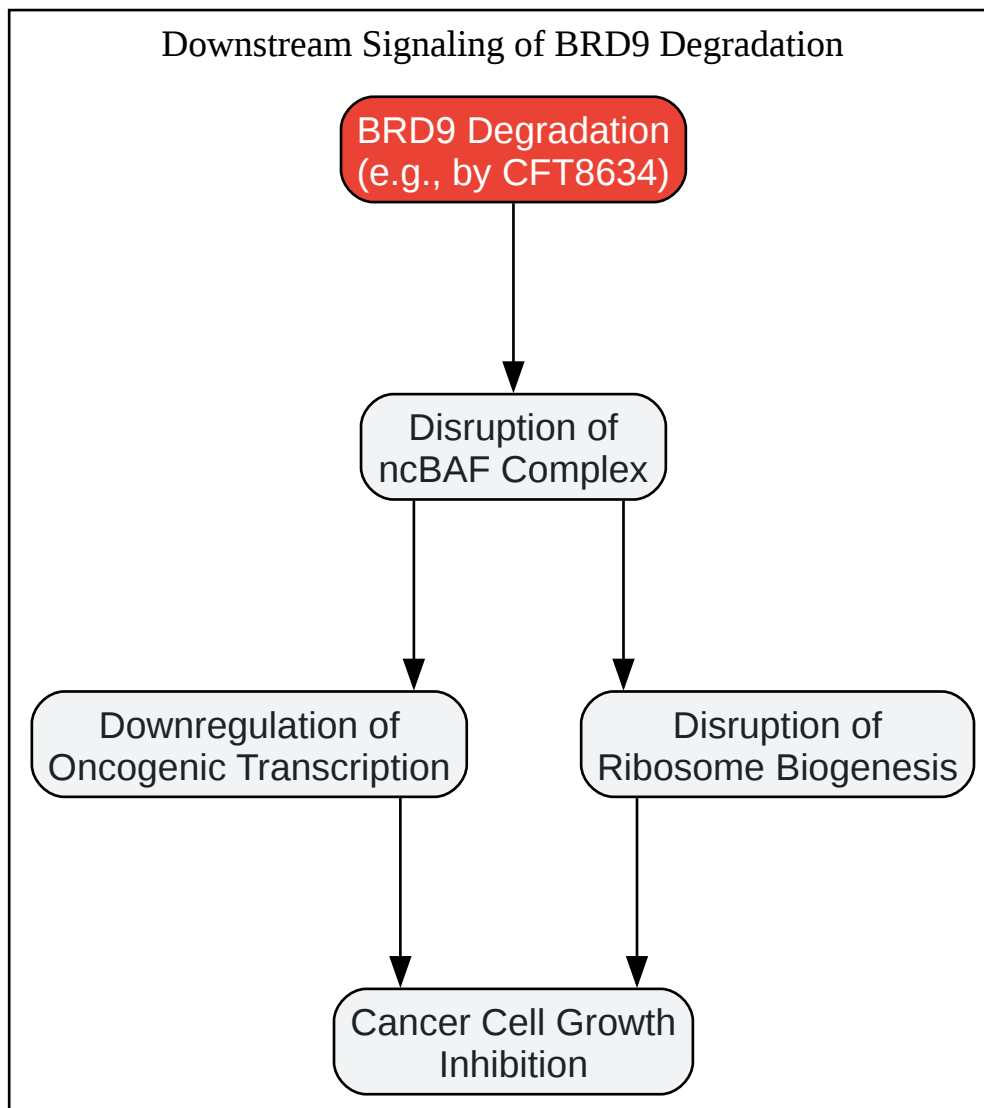 Downstream Signaling of BRD9 Degradation
BRD9 Degradation
(e.g., by CFT8634)
Disruption of
ncBAF Complex
Downregulation of
Oncogenic Transcription
Disruption of
Ribosome Biogenesis
Cancer Cell Growth
Inhibition